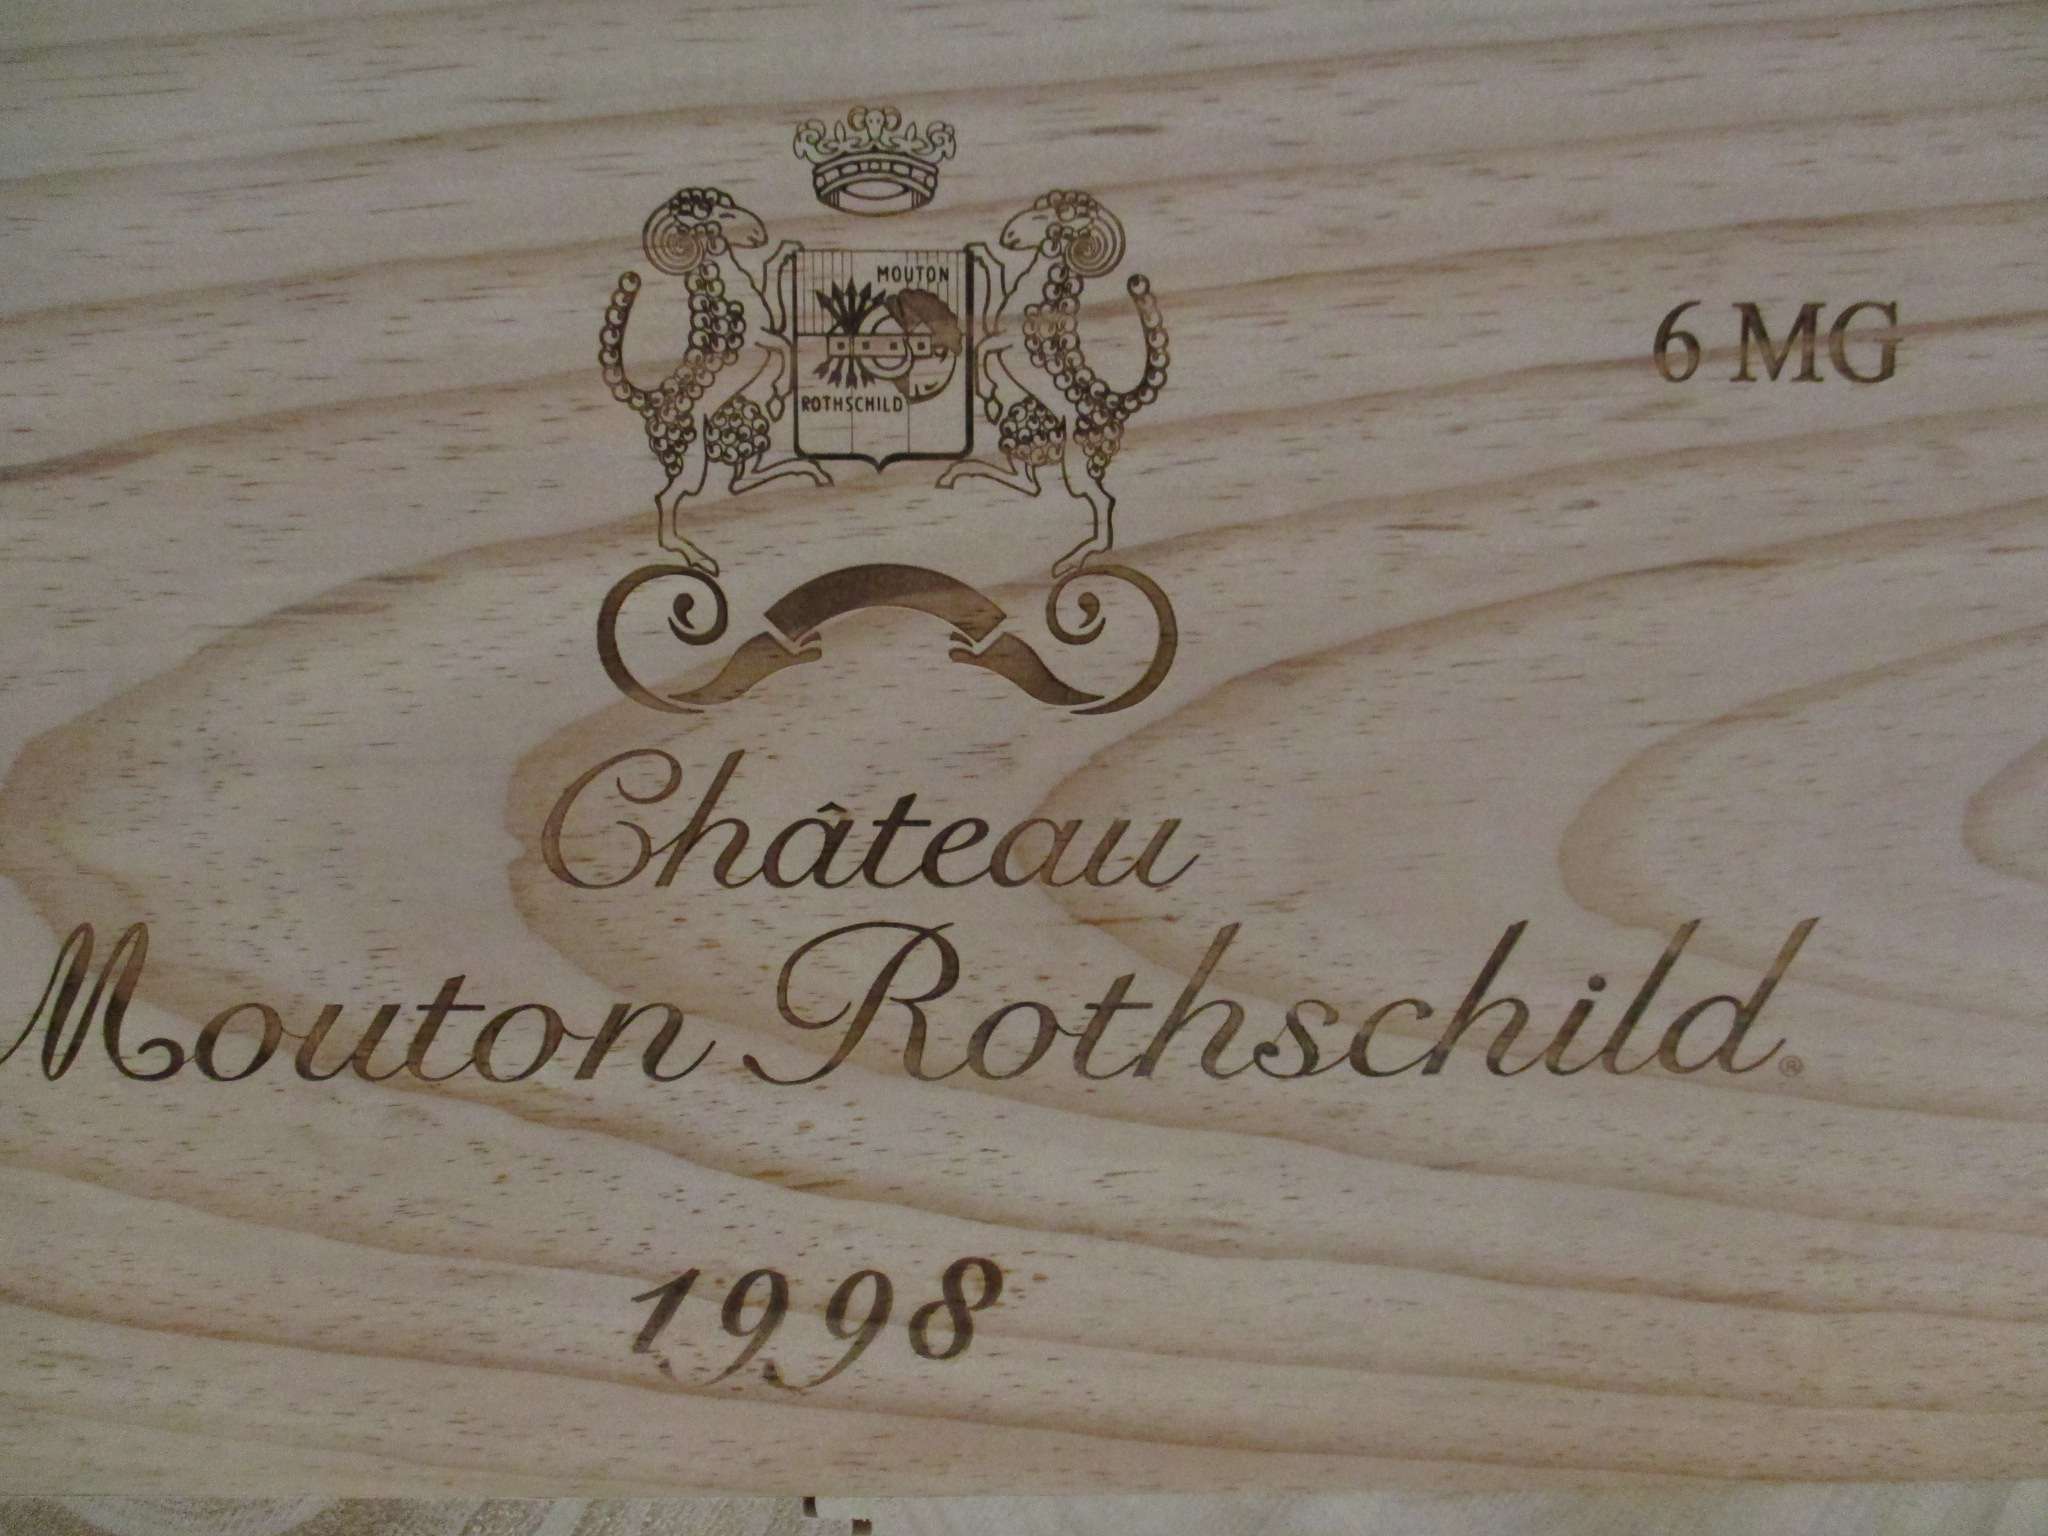 MOUTON
ROTHSCHILD
6 MG
Château
Mouton Rothschild®
1998